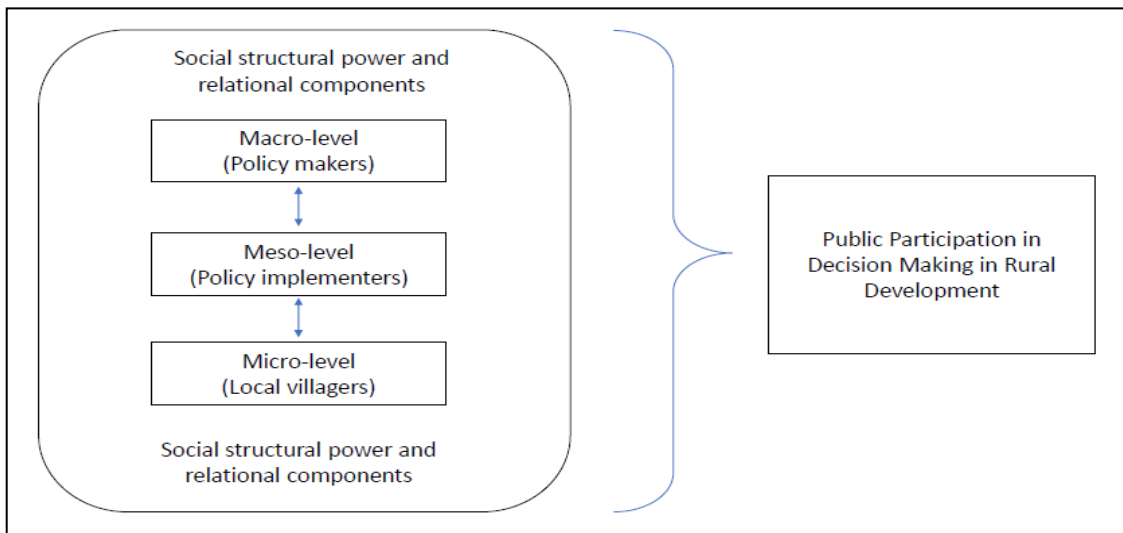 Social structural power and
relational components
Macro-level
(Policy makers)
Meso-level
(Policy implementers)
Micro-level
(Local villagers)
Social structural power and
relational components
Public Participation in
Decision Making in Rural
Development